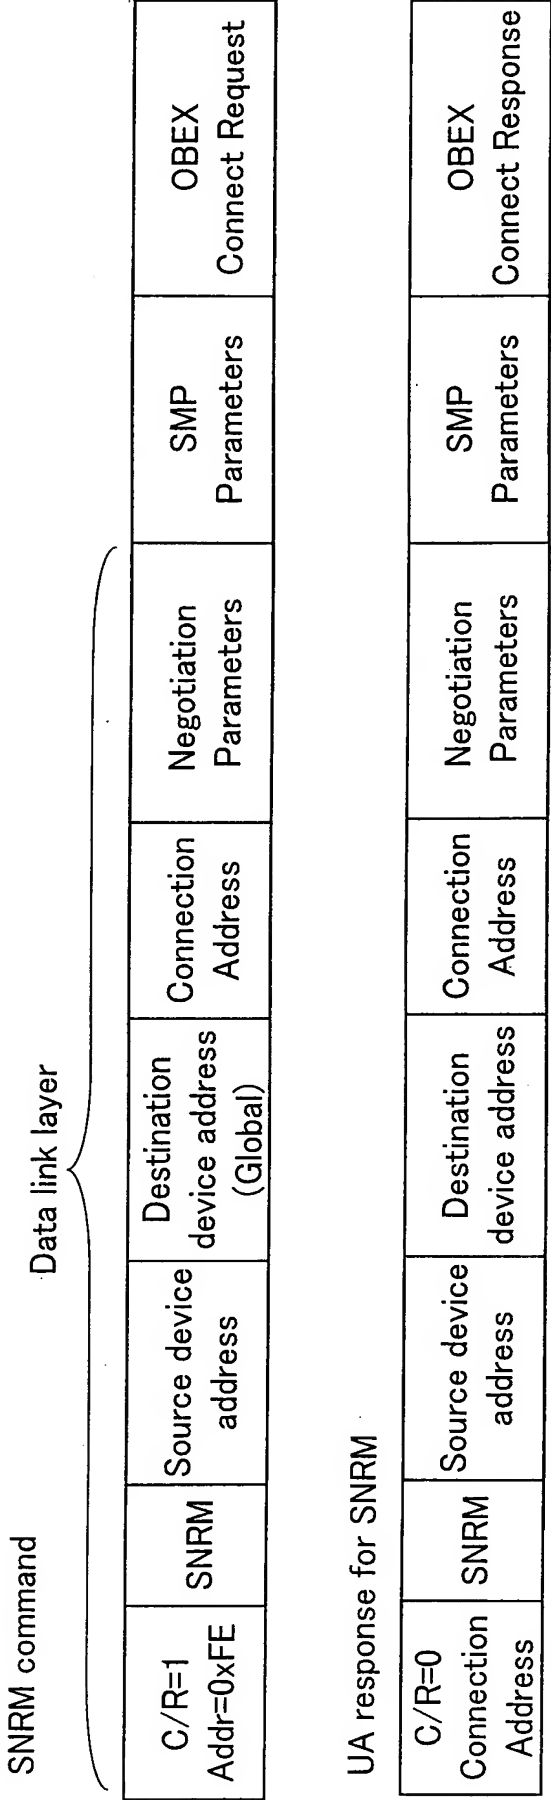 SNRM command
Data link layer
C/R=1
Addr=0xFE
SNRM
Source device
address
Destination
device address
(Global)
Connection
Address
Negotiation
Parameters
SMP
Parameters
OBEX
Connect Request
UA response for SNRM
C/R=0
Connection
Address
SNRM
Source device
address
Destination
device address
Connection
Address
Negotiation
Parameters
SMP
Parameters
OBEX
Connect Response